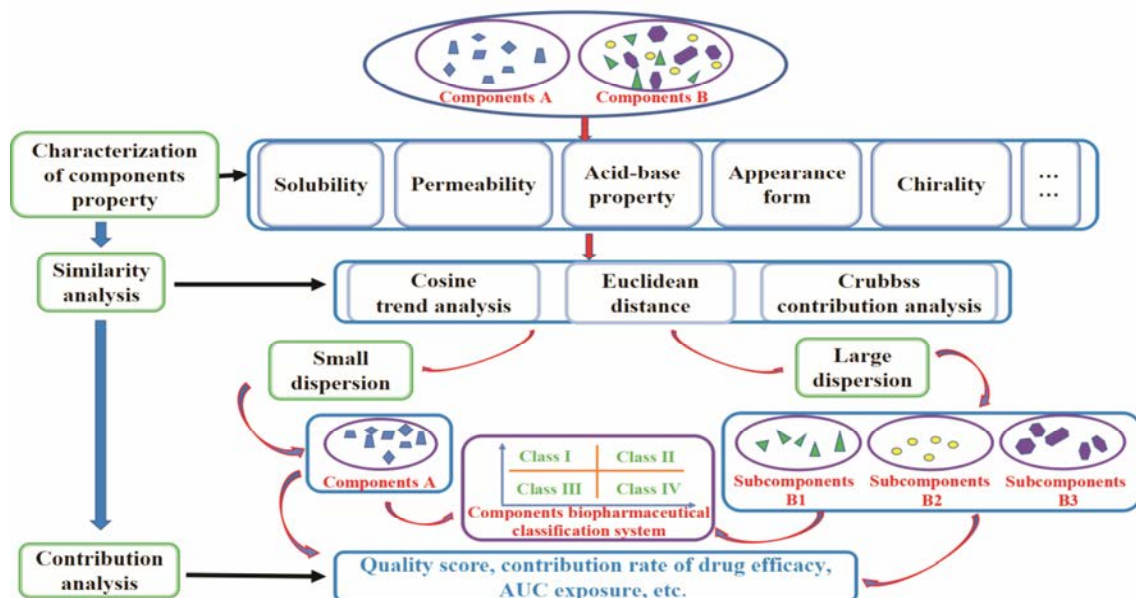 Components A
Components B
Characterization
of components
property
Solubility
Permeability
Acid-base
property
Appearance
form
Chirality
...
...
Similarity
analysis
Cosine
trend analysis
Euclidean
distance
Crubbss
contribution analysis
Small
dispersion
Large
dispersion
Components A
Class I
Class II
Class III
Class IV
Components biopharmaceutical
classification system
Subcomponents
B1
Subcomponents
B2
Subcomponents
B3
Contribution
analysis
Quality score, contribution rate of drug efficacy,
AUC exposure, etc.